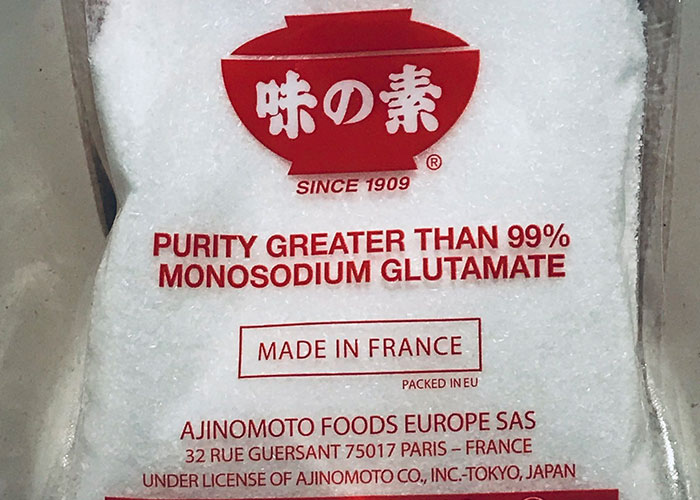 味の素
®
SINCE 1909
PURITY GREATER THAN 99%
MONOSODIUM GLUTAMATE
MADE IN FRANCE
PACKED IN EU
AJINOMOTO FOODS EUROPE SAS
32 RUE GUERSANT 75017 PARIS – FRANCE
UNDER LICENSE OF AJINOMOTO CO., INC.-TOKYO, JAPAN